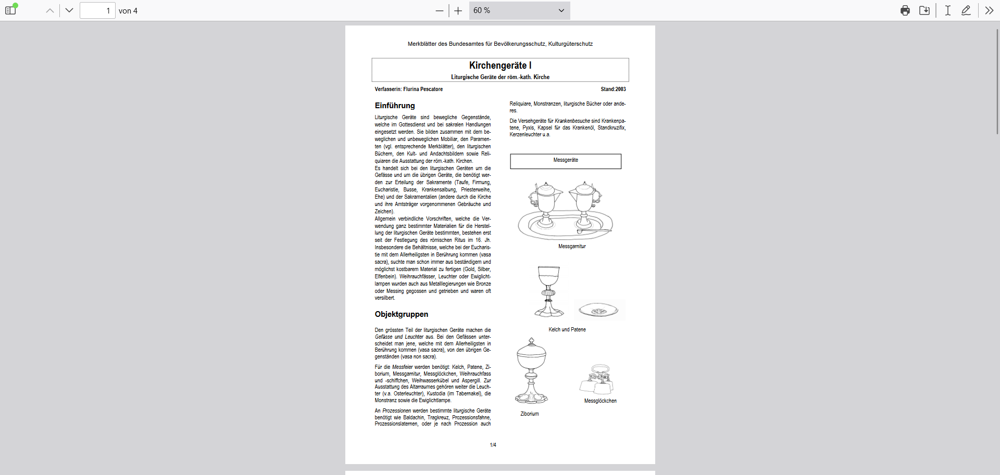 1
von 4
60 %
Merkblätter des Bundesamtes für Bevölkerungsschutz, Kulturgüterschutz
Kirchengeräte I
Liturgische Geräte der röm.-kath. Kirche
Verfasserin: Flurina Pescatore
Stand:2003
Einführung
Liturgische Geräte sind bewegliche Gegenstände,
welche im Gottesdienst und bei sakralen Handlungen
eingesetzt werden. Sie bilden zusammen mit dem be-
weglichen und unbeweglichen Mobiliar, den Paramen-
ten (vgl. entsprechende Merkblätter), den liturgischen
Büchern, den Kult- und Andachtsbildern sowie Reli-
quiaren die Ausstattung der röm.-kath. Kirchen.
Es handelt sich bei den liturgischen Geräten um die
Gefässe und um die übrigen Geräte, die benötigt wer-
den zur Erteilung der Sakramente (Taufe, Firmung,
Eucharistie, Busse, Krankensalbung, Priesterweihe,
Ehe) und der Sakramentalien (andere durch die Kirche
und ihre Amtsträger vorgenommenen Gebräuche und
Zeichen).
Allgemein verbindliche Vorschriften, welche die Ver-
wendung ganz bestimmter Materialien für die Herstel-
lung der liturgischen Geräte bestimmten, bestehen erst
seit der Festlegung des römischen Ritus im 16. Jh.
Insbesondere die Behältnisse, welche bei der Eucharis-
tie mit dem Allerheiligsten in Berührung kommen (vasa
sacra), suchte man schon immer aus beständigem und
möglichst kostbarem Material zu fertigen (Gold, Silber,
Elfenbein). Weihrauchfässer, Leuchter oder Ewiglicht-
lampen wurden auch aus Metalllegierungen wie Bronze
oder Messing gegossen und getrieben und waren oft
versilbert.
Objektgruppen
Den grössten Teil der liturgischen Geräte machen die
Gefässe und Leuchter aus. Bei den Gefässen unter-
scheidet man jene, welche mit dem Allerheiligsten in
Berührung kommen (vasa sacra), von den übrigen Ge-
genständen (vasa non sacra).
Für die Messfeier werden benötigt: Kelch, Patene, Zi-
borium, Messgarnitur, Messglöckchen, Weihrauchfass
und -schiffchen, Weihwasserkübel und Aspergill. Zur
Ausstattung des Altarraumes gehören weiter die Leuch-
ter (v.a. Osterleuchter), Kustodia (im Tabernakel), die
Monstranz sowie die Ewiglichtlampe.
An Prozessionen werden bestimmte liturgische Geräte
benötigt wie Baldachin, Tragkreuz, Prozessionsfahne,
Prozessionslaternen, oder je nach Prozession auch
Reliquiare, Monstranzen, liturgische Bücher oder ande-
res.
Die Versehgeräte für Krankenbesuche sind Krankenpa-
tene, Pyxis, Kapsel für das Krankenöl, Standkruzifix,
Kerzenleuchter u.a.
Messgeräte
Messgarnitur
Kelch und Patene
Messglöckchen
Ziborium
1/4